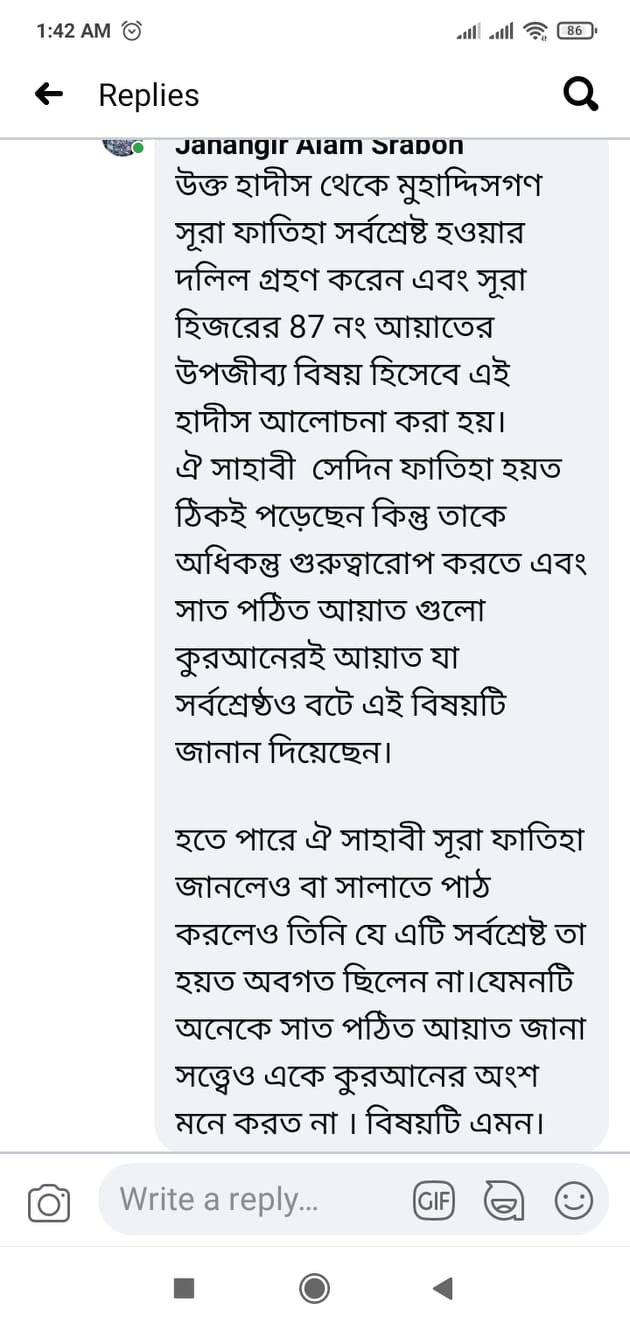 1:42 AM
86
Replies
Jahangir Alam Srabon
উক্ত হাদীস থেকে মুহাদ্দিসগণ
সূরা ফাতিহা সর্বশ্রেষ্ট হওয়ার
দলিল গ্রহণ করেন এবং সূরা
হিজরের 87 নং আয়াতের
উপজীব্য বিষয় হিসেবে এই
হাদীস আলোচনা করা হয়।
ঐ সাহাবী সেদিন ফাতিহা হয়ত
ঠিকই পড়েছেন কিন্তু তাকে
অধিকন্তু গুরুত্বারোপ করতে এবং
সাত পঠিত আয়াত গুলো
কুরআনেরই আয়াত যা
সর্বশ্রেষ্ঠও বটে এই বিষয়টি
জানান দিয়েছেন।
হতে পারে ঐ সাহাবী সূরা ফাতিহা
জানলেও বা সালাতে পাঠ
করলেও তিনি যে এটি সর্বশ্রেষ্ট তা
হয়ত অবগত ছিলেন না।যেমনটি
অনেকে সাত পঠিত আয়াত জানা
সত্ত্বেও একে কুরআনের অংশ
মনে করত না । বিষয়টি এমন।
Write a reply...
GIF